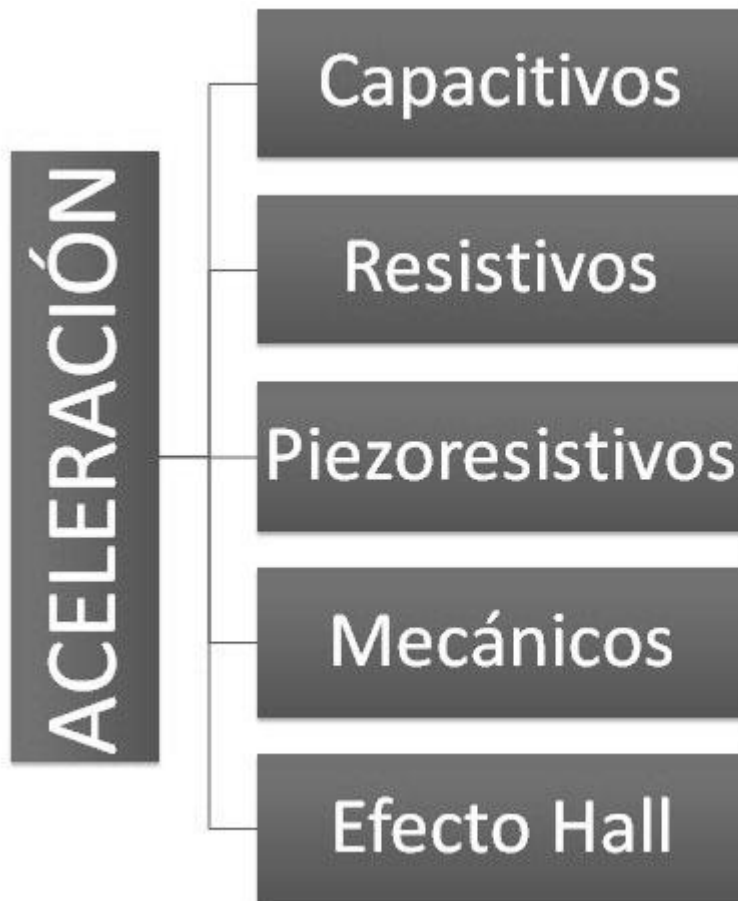 ACELERACIÓN
Capacitivos
Resistivos
Piezoresistivos
Mecánicos
Efecto Hall